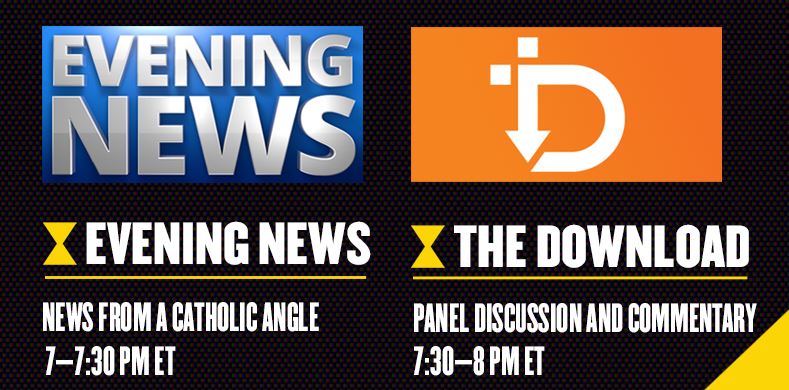 EVENING
NEWS
D
EVENING NEWS
NEWS FROM A CATHOLIC ANGLE
7–7:30 PM ET
THE DOWNLOAD
PANEL DISCUSSION AND COMMENTARY
7:30–8 PM ET